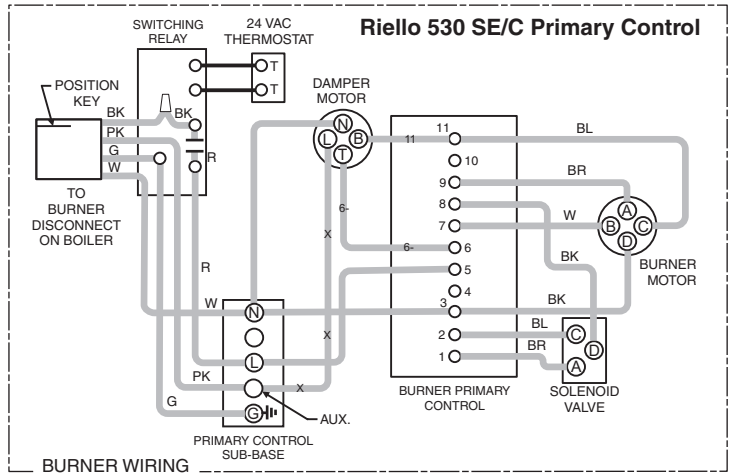 Riello 530 SE/C Primary Control
SWITCHING
RELAY
24 VAC
THERMOSTAT
T
T
POSITION
KEY
BK
BK
PK
G
W
R
TO
BURNER
DISCONNECT
ON BOILER
DAMPER
MOTOR
N
L
B
T
11
11
10
9
8
7
6
5
4
3
2
1
6-
6-
X
X
X
BL
BR
W
BK
BK
BL
BR
A
B
C
D
BURNER
MOTOR
C
D
A
SOLENOID
VALVE
BURNER PRIMARY
CONTROL
R
W
N
L
PK
G
G
AUX.
PRIMARY CONTROL
SUB-BASE
BURNER WIRING